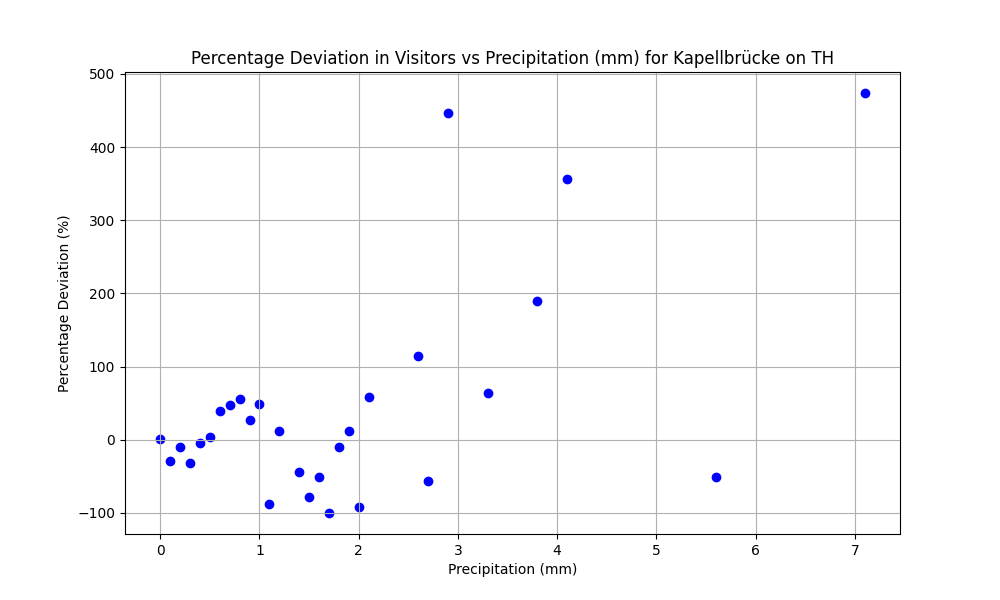 Percentage Deviation in Visitors vs Precipitation (mm) for Kapellbrücke on TH
Percentage Deviation (%)
500
400
300
200
100
0
−100
0 1 2 3 4 5 6 7
Precipitation (mm)